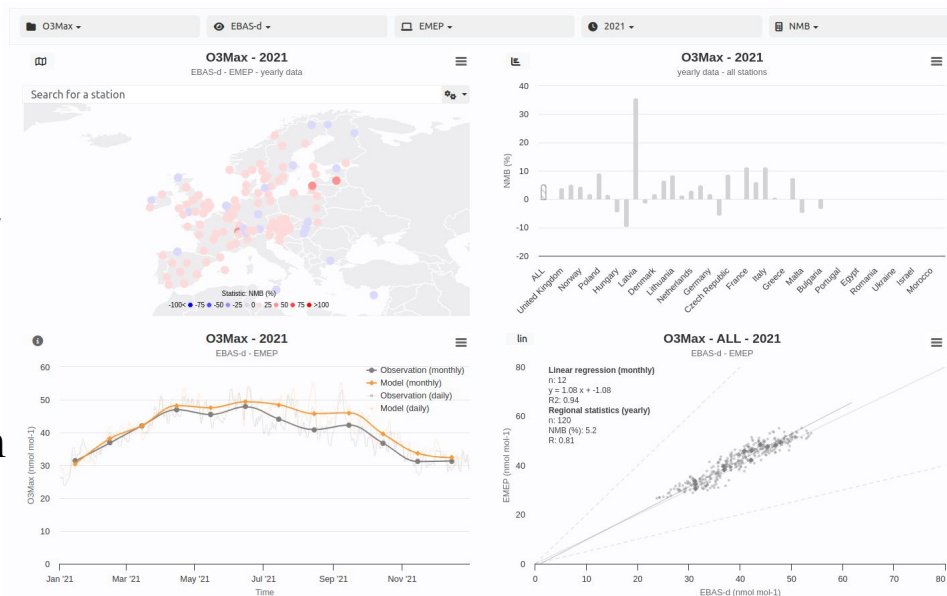 O3Max
EBAS-d
EMEP
2021
NMB
O3Max - 2021
EBAS-d - EMEP - yearly data
Search for a station
Statistic: NMB (%)
-100< -75 -50 -25 0 25 50 75 >100
O3Max - 2021
yearly data - all stations
NMB (%)
40
30
20
10
0
-10
-20
ALL
United Kingdom
Norway
Poland
Hungary
Latvia
Denmark
Lithuania
Netherlands
Germany
Czech Republic
France
Italy
Greece
Malta
Bulgaria
Portugal
Egypt
Romania
Ukraine
Israel
Morocco
O3Max - 2021
EBAS-d - EMEP
Observation (monthly)
Model (monthly)
Observation (daily)
Model (daily)
O3Max (nmol mol-1)
60
50
40
30
20
10
0
Jan '21 Mar '21 May '21 Jul '21 Sep '21 Nov '21
Time
lin
O3Max - ALL - 2021
EBAS-d - EMEP
Linear regression (monthly)
n: 12
y = 1.08 x + -1.08
R2: 0.94
Regional statistics (yearly)
n: 120
NMB (%): 5.2
R: 0.81
EMEP (nmol mol-1)
80
60
40
20
0
0 10 20 30 40 50 60 70 80
EBAS-d (nmol mol-1)